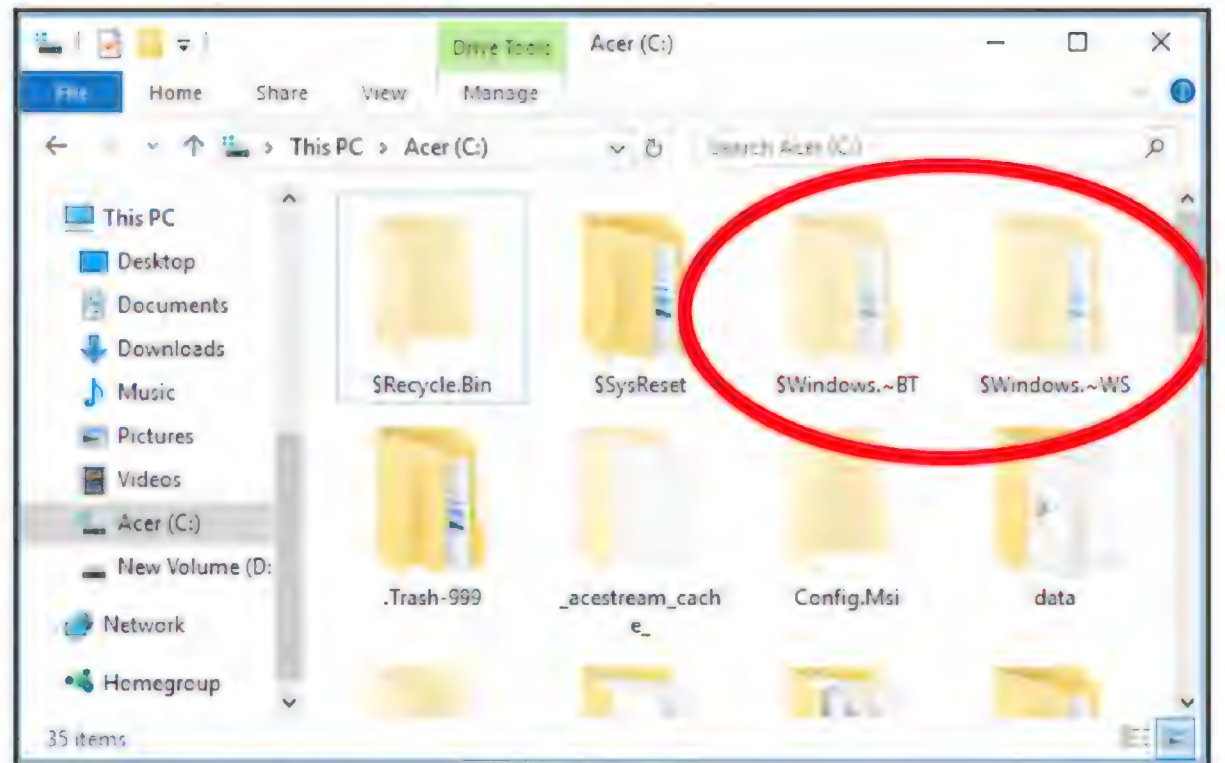 Drive Tools Acer (C:)
File Home Share View Manage
This PC > Acer (C:) Search Acer (C:)
This PC
Desktop
Documents
Downloads
Music
Pictures
Videos
Acer (C:)
New Volume (D:
Network
Homegroup
$Recycle.Bin $SysReset $Windows.~BT $Windows.~WS
.Trash-999 _acestream_cach Config.Msi data
e_
35 items